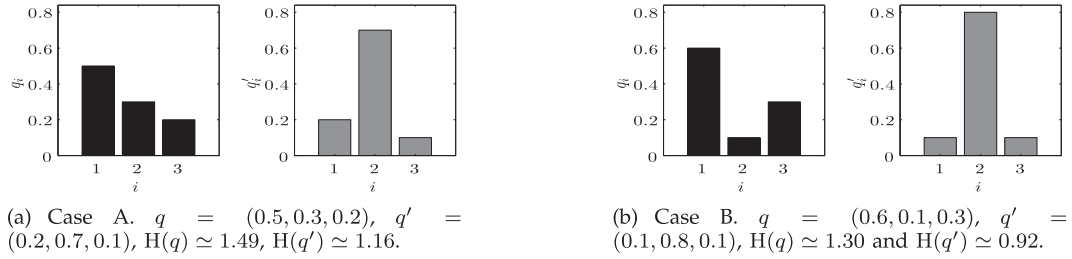 0.8
0.6
0.4
0.2
0
q_i
1 2 3
i
0.8
0.6
0.4
0.2
0
q'_i
1 2 3
i
(a) Case A. q = (0.5, 0.3, 0.2), q′ =
(0.2, 0.7, 0.1), H(q) ≃ 1.49, H(q′) ≃ 1.16.
0.8
0.6
0.4
0.2
0
q_i
1 2 3
i
0.8
0.6
0.4
0.2
0
q'_i
1 2 3
i
(b) Case B. q = (0.6, 0.1, 0.3), q′ =
(0.1, 0.8, 0.1), H(q) ≃ 1.30 and H(q′) ≃ 0.92.